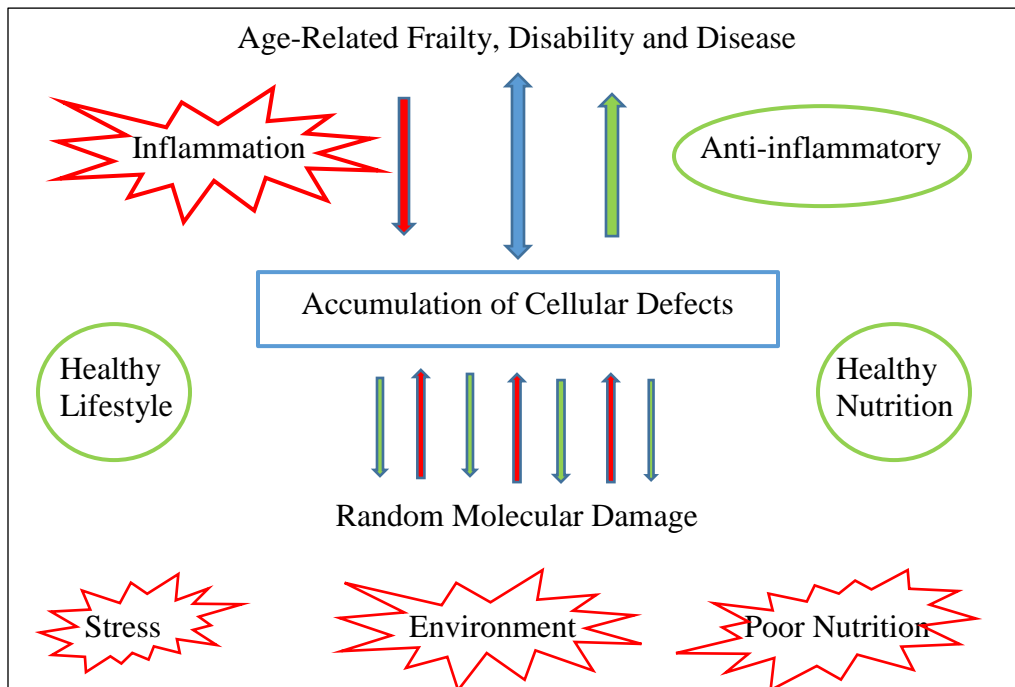 Age-Related Frailty, Disability and Disease
Inflammation
Anti-inflammatory
Accumulation of Cellular Defects
Healthy
Lifestyle
Healthy
Nutrition
Random Molecular Damage
Stress
Environment
Poor Nutrition